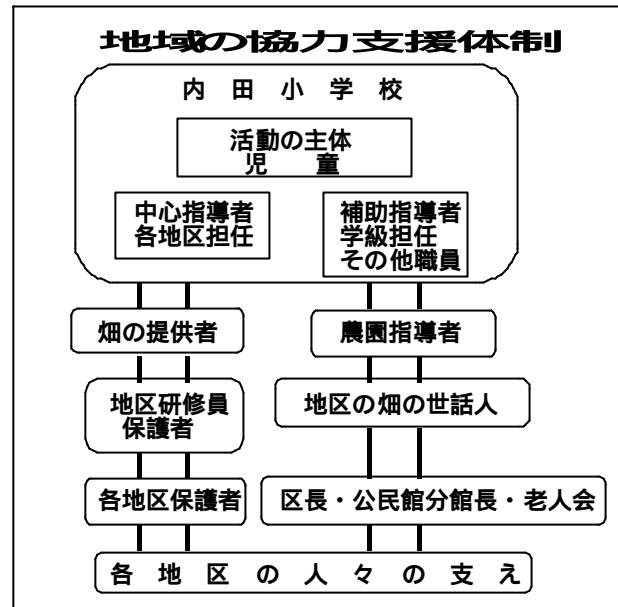 地域の協力支援体制
内田小学校
活動の主体
児童
中心指導者
各地区担任
補助指導者
学級担任
その他職員
畑の提供者
農園指導者
地区研修員
保護者
地区の畑の世話人
各地区保護者
区長・公民館分館長・老人会
各地区の人々の支え